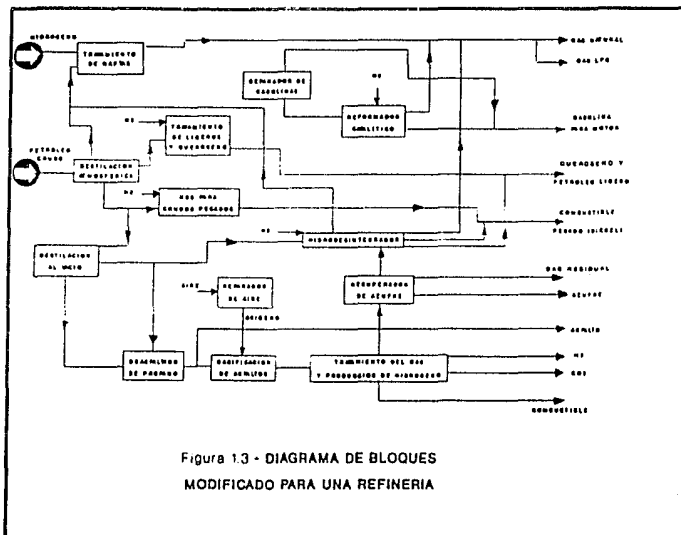 HIDROGENO
TRATAMIENTO
DE NAFTAS
GAS NATURAL
GAS LPG
SEPARADOR DE
GASOLINAS
H2
REFORMADOR
CATALITICO
GASOLINA
PARA MOTOR
H2
TRATAMIENTO
DE LIGEROS
Y QUEROSENO
PETROLEO
CRUDO
DESTILACION
ATMOSFERICA
QUEROSENO Y
PETROLEO LIGERO
H2
HDS PARA
CRUDOS PESADOS
H2
HIDRODESINTEGRADOR
COMBUSTIBLE
PESADO (DIESEL)
DESTILACION
AL VACIO
GAS RESIDUAL
AIRE
SEPARADOR
DE AIRE
RECUPERADOR
DE AZUFRE
AZUFRE
OXIGENO
ASFALTO
DESASFALTADOR
DE PROPANO
GASIFICACION
DE ASFALTOS
TRATAMIENTO DEL GAS
Y PRODUCCION DE HIDROGENO
H2
COMBUSTIBLE
Figura 1.3 - DIAGRAMA DE BLOQUES
MODIFICADO PARA UNA REFINERIA